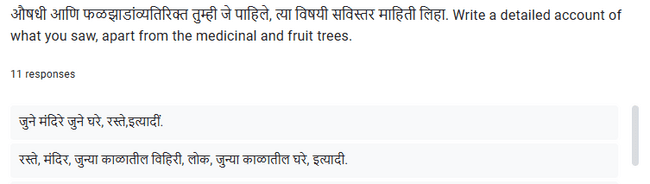 औषधी आणि फळझाडांव्यतिरिक्त तुम्ही जे पाहिले, त्या विषयी सविस्तर माहिती लिहा. Write a detailed account of
what you saw, apart from the medicinal and fruit trees.
11 responses
जुने मंदिरे जुने घरे, रस्ते,इत्यादीं.
रस्ते, मंदिर, जुन्या काळातील विहिरी, लोक, जुन्या काळातील घरे, इत्यादी.